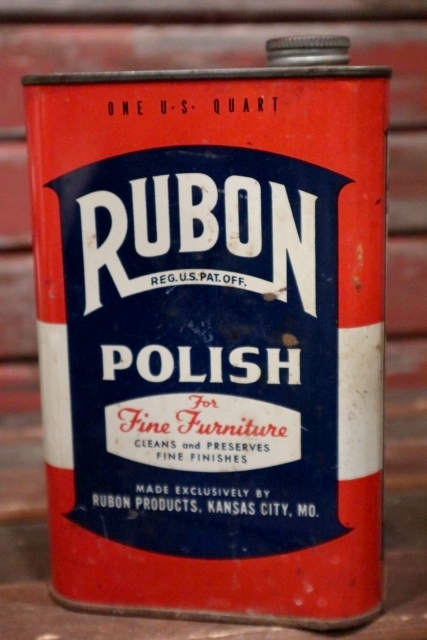 ONE U·S· QUART
RUBON
REG.U.S.PAT.OFF.
POLISH
For
Fine Furniture
CLEANS and PRESERVES
FINE FINISHES
MADE EXCLUSIVELY BY
RUBON PRODUCTS, KANSAS CITY, MO.